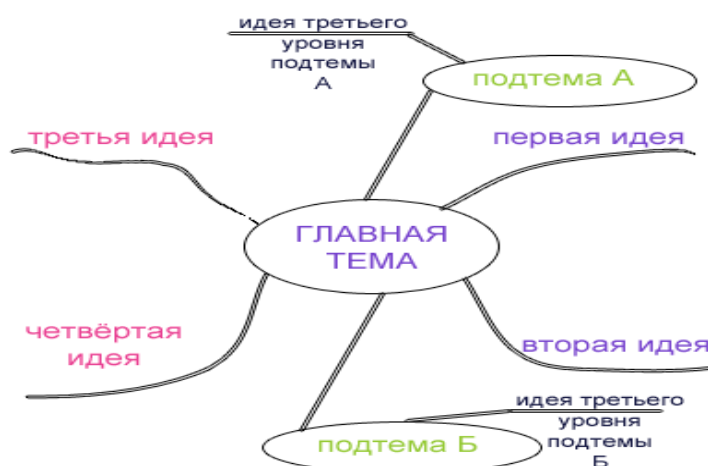 идея третьего
уровня
подтемы
А
подтема А
третья идея
первая идея
ГЛАВНАЯ
ТЕМА
четвёртая
идея
вторая идея
идея третьего
уровня
подтемы
Б
подтема Б